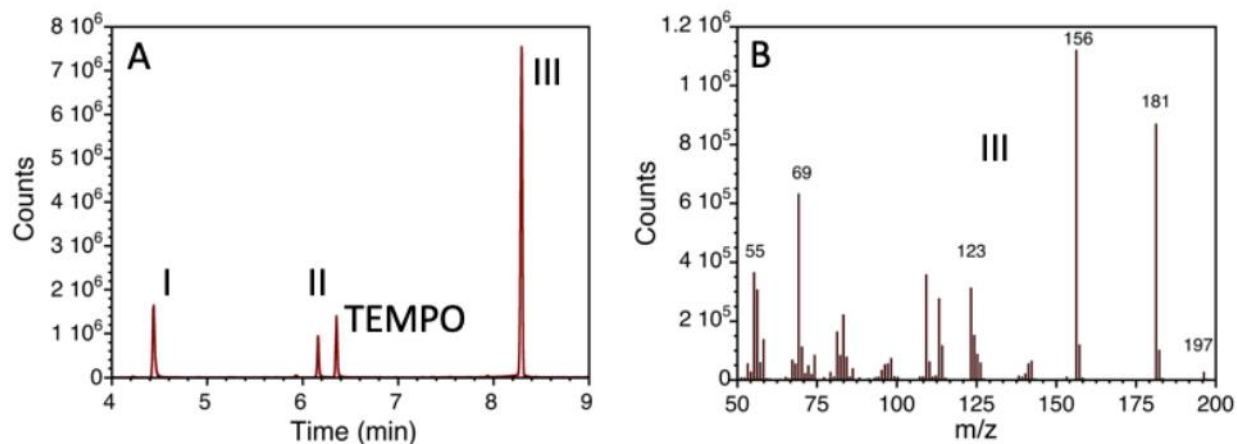 A
8 10⁶
7 10⁶
6 10⁶
5 10⁶
4 10⁶
3 10⁶
2 10⁶
1 10⁶
0
Counts
I
II
TEMPO
III
4 5 6 7 8 9
Time (min)
B
1.2 10⁶
1 10⁶
8 10⁵
6 10⁵
4 10⁵
2 10⁵
0
Counts
III
55
69
123
156
181
197
50 75 100 125 150 175 200
m/z